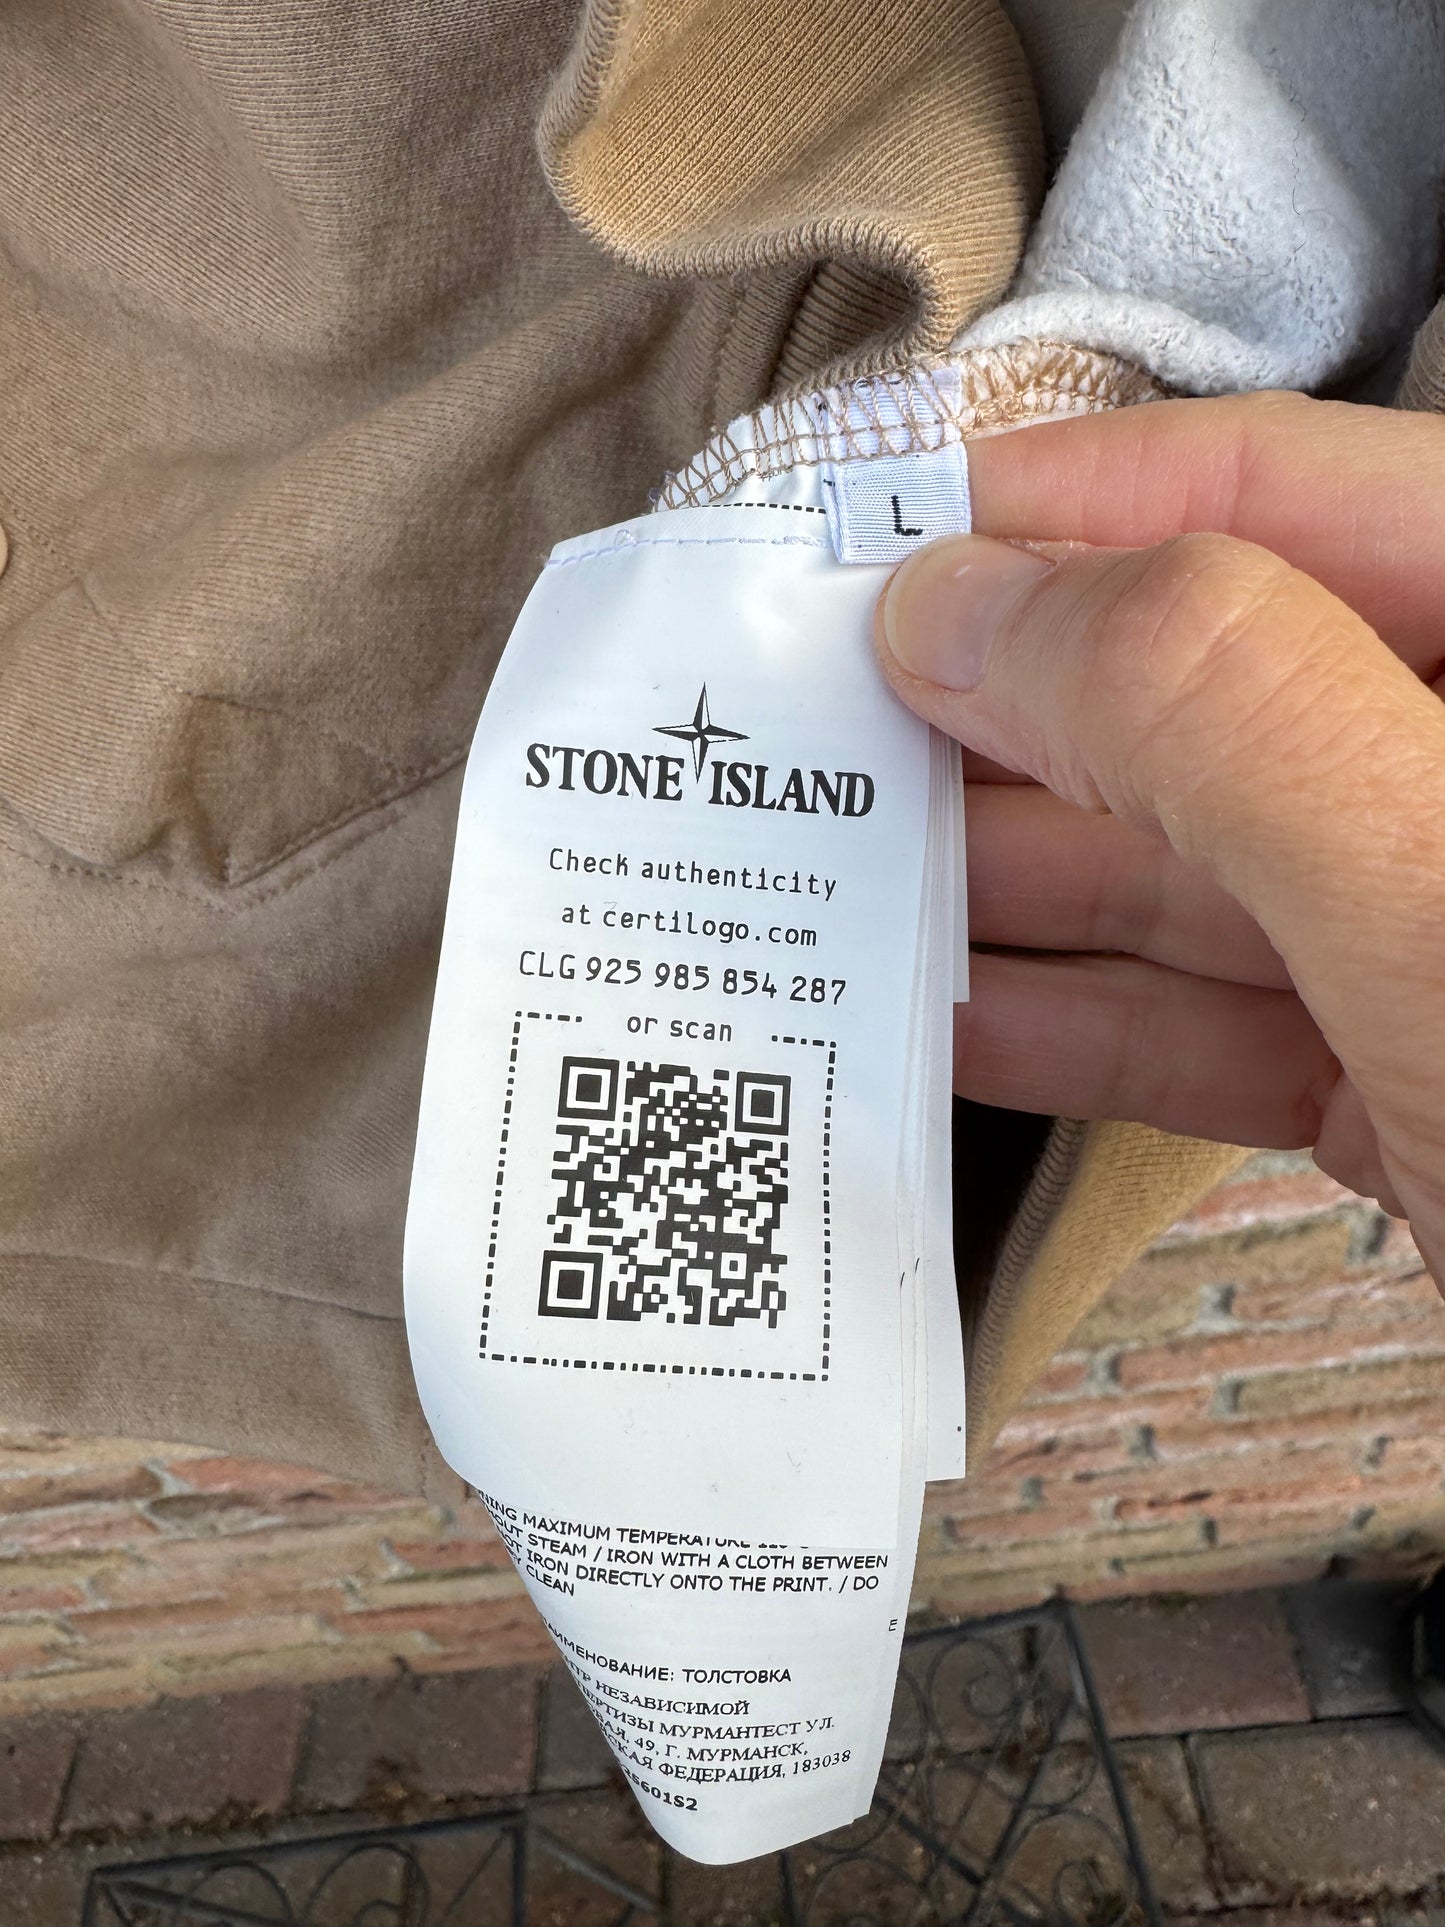 L
STONE ISLAND
Check authenticity
at certilogo.com
CLG 925 985 854 287
or scan
MAXIMUM TEMPERATURE
STEAM / IRON WITH A CLOTH BETWEEN
IRON DIRECTLY ONTO THE PRINT. / DO
CLEAN
E
НАИМЕНОВАНИЕ: ТОЛСТОВКА
НЕЗАВИСИМОЙ
МУРМАНТЕСТ УЛ.
49, Г. МУРМАНСК,
ФЕДЕРАЦИЯ, 183038
6601S2